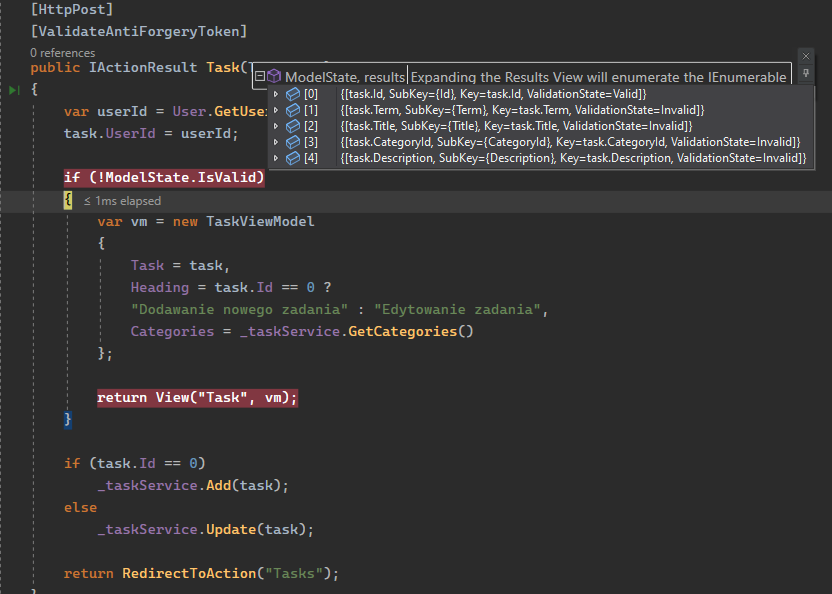 [HttpPost]
[ValidateAntiForgeryToken]
0 references
public IActionResult Task(
ModelState, results Expanding the Results View will enumerate the IEnumerable
{
[0] {[task.Id, SubKey={Id}, Key=task.Id, ValidationState=Valid]}
[1] {[task.Term, SubKey={Term}, Key=task.Term, ValidationState=Invalid]}
var userId = User.GetUse
[2] {[task.Title, SubKey={Title}, Key=task.Title, ValidationState=Invalid]}
task.UserId = userId;
[3] {[task.CategoryId, SubKey={CategoryId}, Key=task.CategoryId, ValidationState=Invalid]}
[4] {[task.Description, SubKey={Description}, Key=task.Description, ValidationState=Invalid]}
if (!ModelState.IsValid)
{ ≤ 1ms elapsed
var vm = new TaskViewModel
{
Task = task,
Heading = task.Id == 0 ?
"Dodawanie nowego zadania" : "Edytowanie zadania",
Categories = _taskService.GetCategories()
};
return View("Task", vm);
}
if (task.Id == 0)
_taskService.Add(task);
else
_taskService.Update(task);
return RedirectToAction("Tasks");